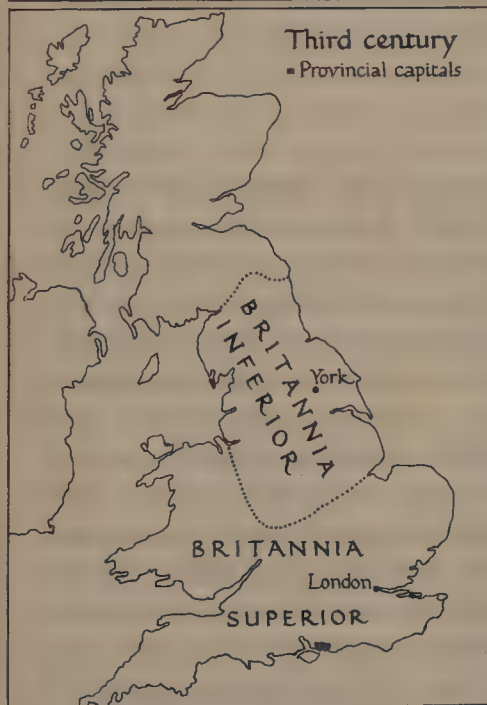 Third century
▪ Provincial capitals
BRITANNIA
INFERIOR
York
BRITANNIA
London
SUPERIOR